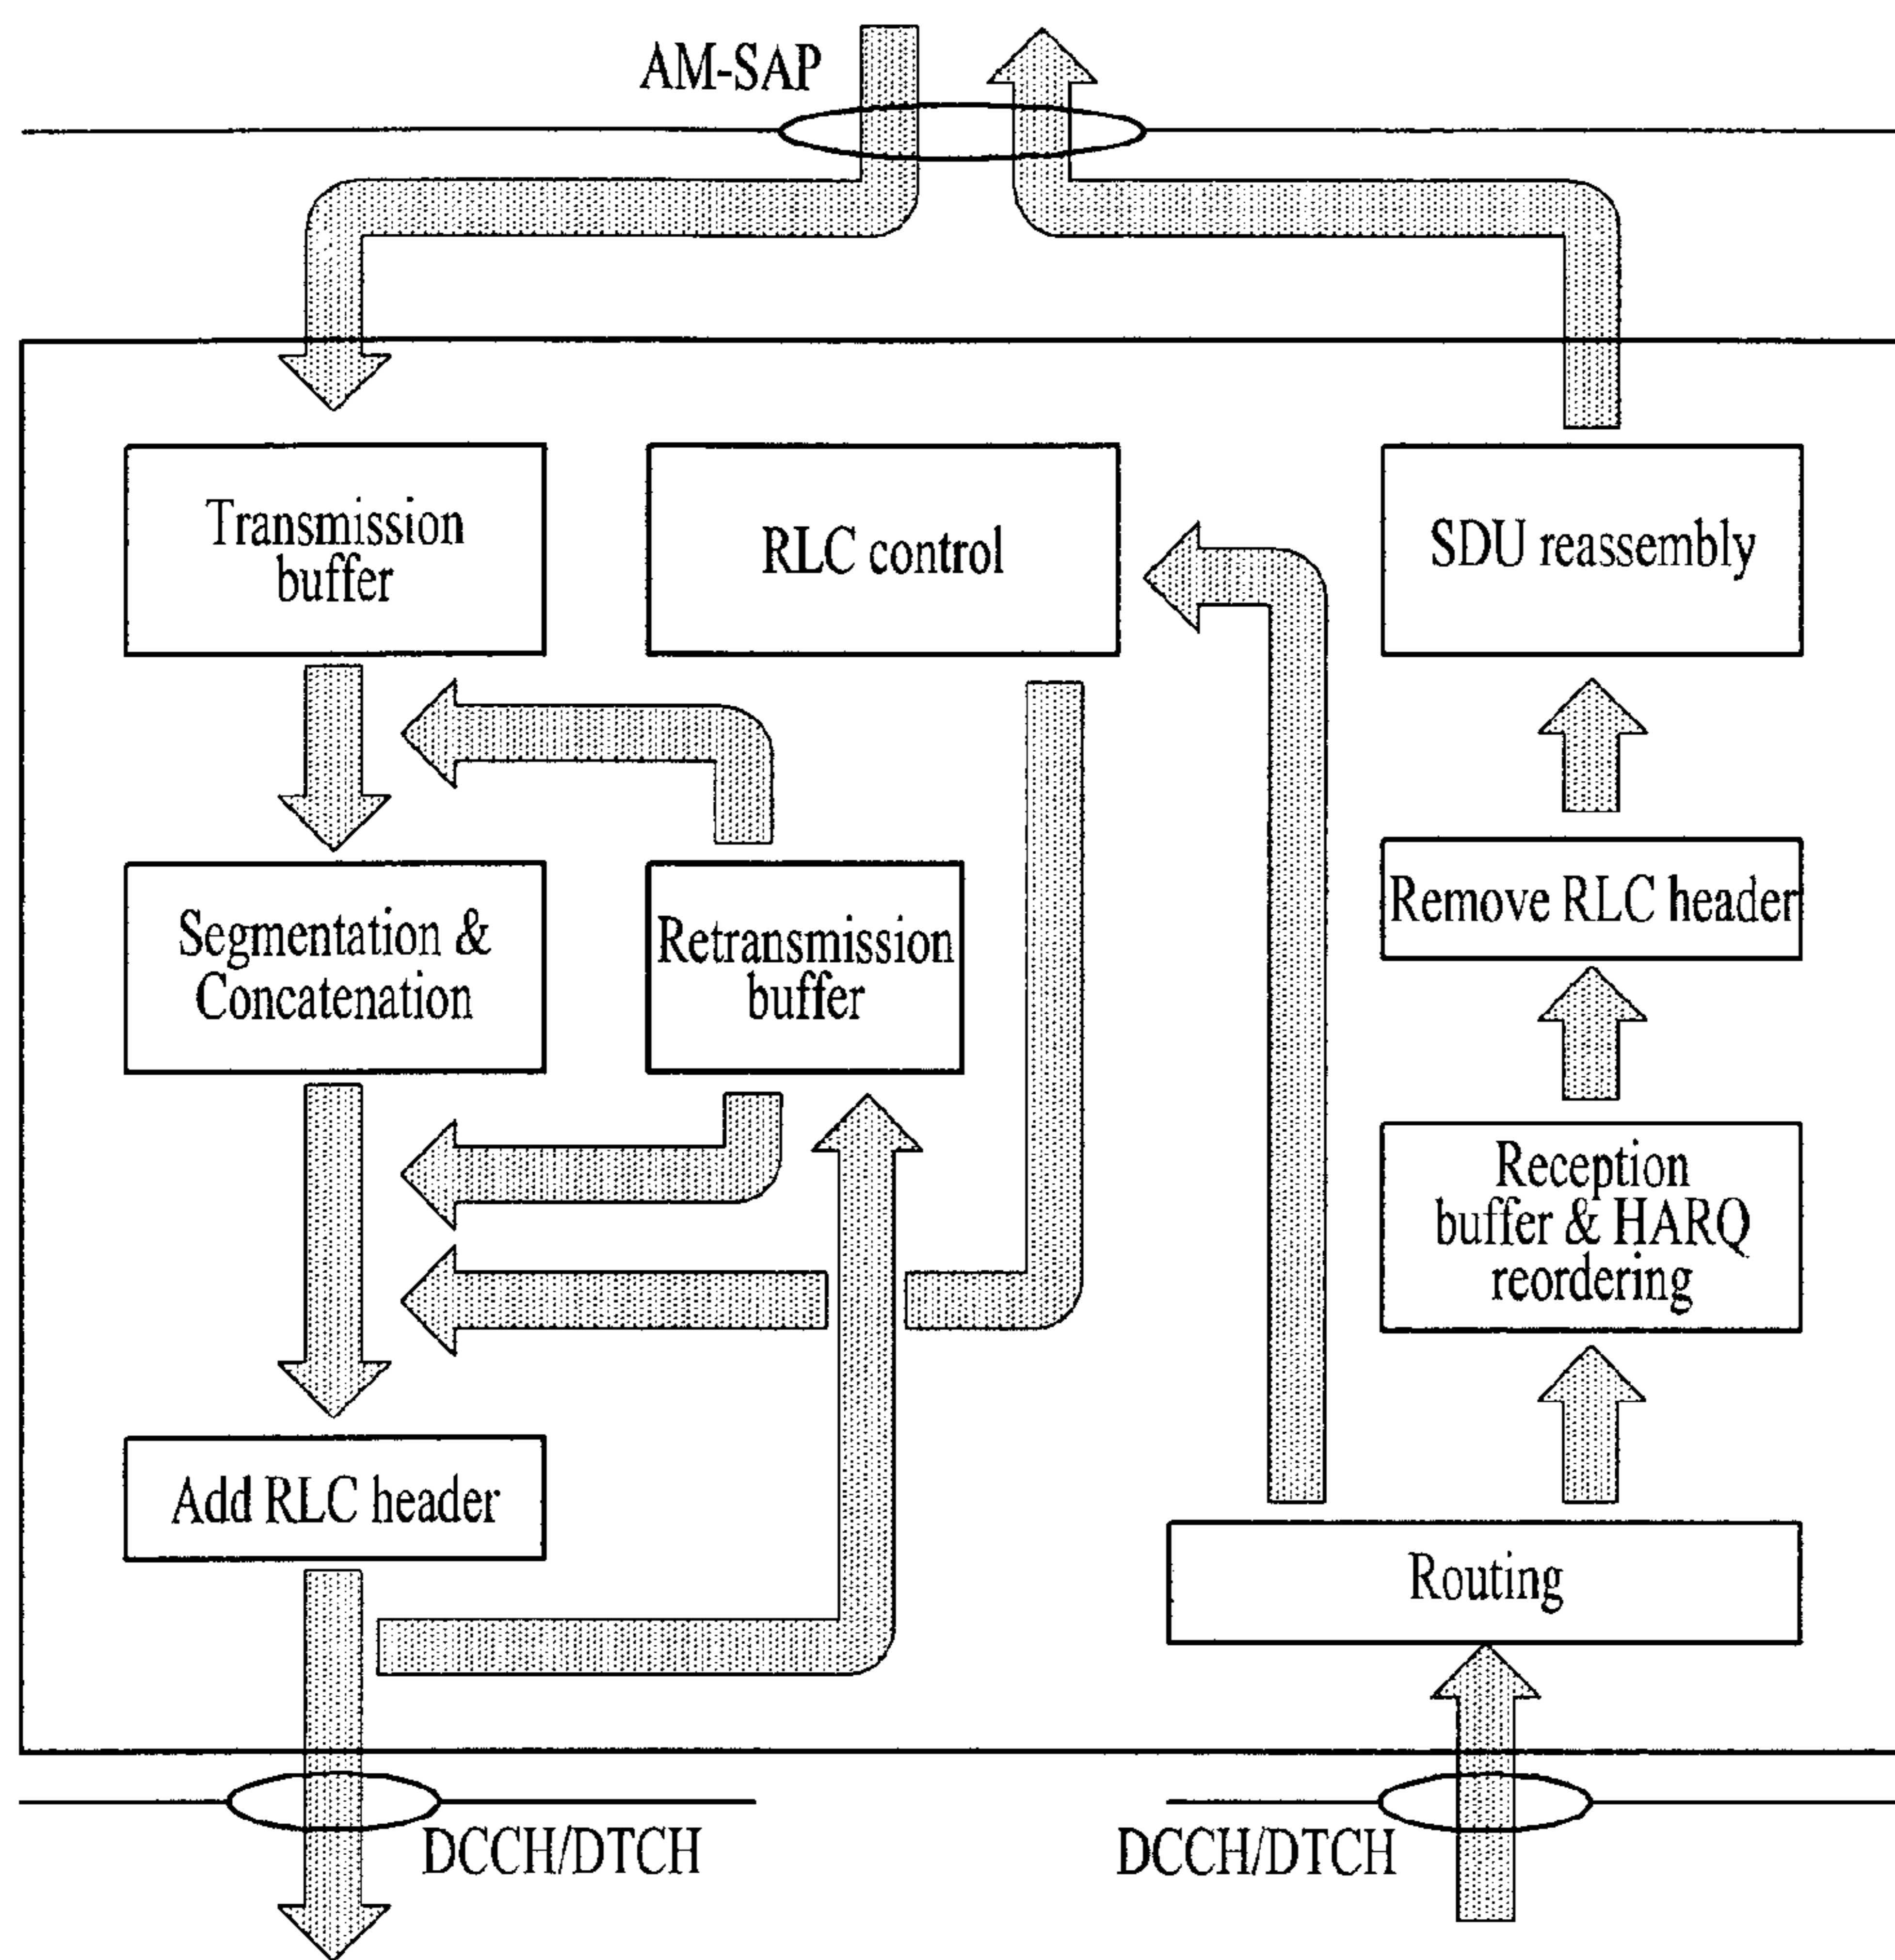 AM-SAP
Transmission
buffer
RLC control
SDU reassembly
Segmentation &
Concatenation
Retransmission
buffer
Remove RLC header
Reception
buffer & HARQ
reordering
Add RLC header
Routing
DCCH/DTCH
DCCH/DTCH